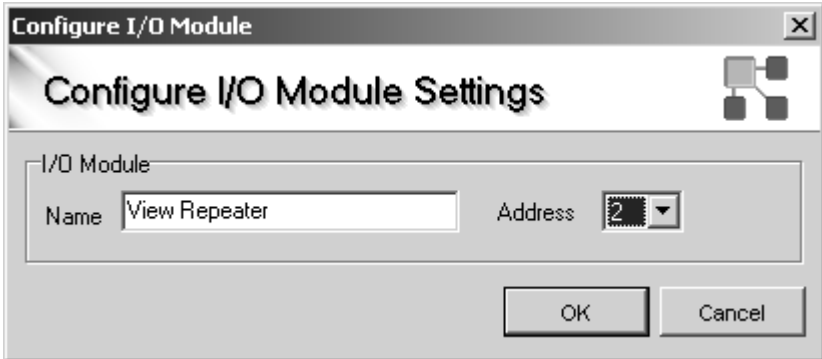 Configure I/O Module
Configure I/O Module Settings
I/O Module
Name View Repeater Address 2
OK Cancel